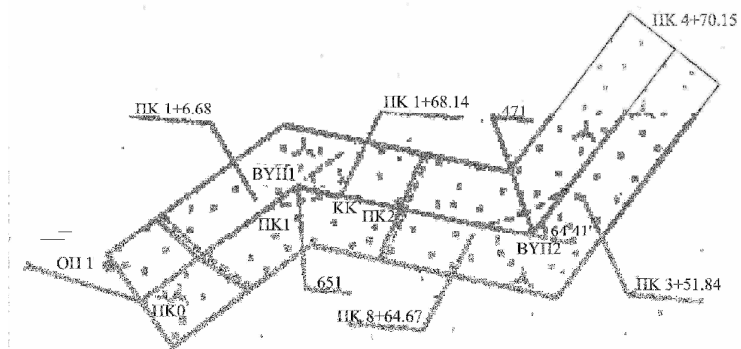 ПК 4+70.15
ПК 1+6.68
ПК 1+68.14
471
ВУП1
КК
ПК1
ПК2
64°41'
ВУП2
ОП 1
ПК0
651
ПК 3+51.84
ПК 8+64.67